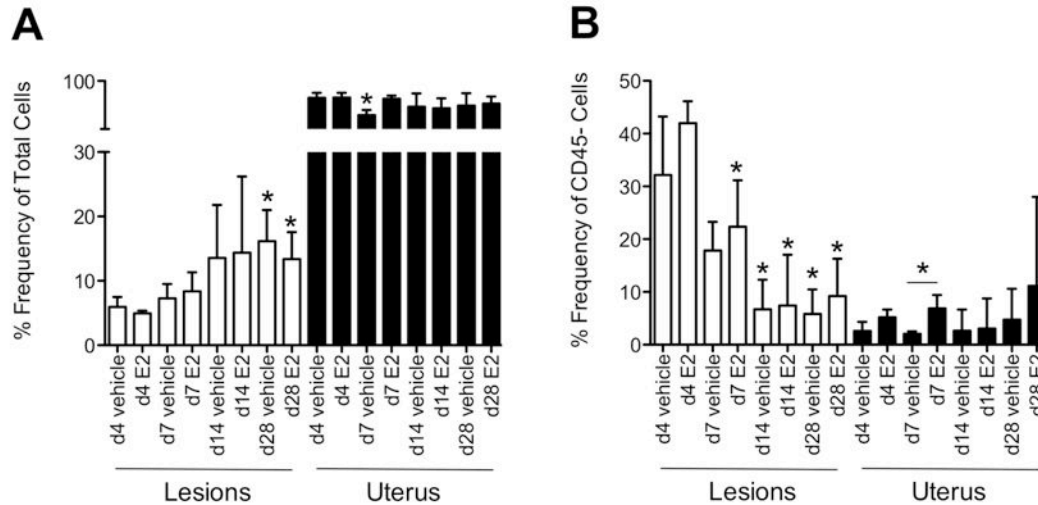 A
% Frequency of Total Cells
100
30
20
10
0
*
*
*
d4 vehicle
d4 E2
d7 vehicle
d7 E2
d14 vehicle
d14 E2
d28 vehicle
d28 E2
d4 vehicle
d4 E2
d7
d7 E2
d14 vehicle
d14 E2
d28 vehicle
d28 E2
Lesions
Uterus
B
% Frequency of CD45- Cells
50
40
30
20
10
0
*
*
*
*
*
*
d4 vehicle
d4 E2
d7 vehicle
d7 E2
d14 vehicle
d14 E2
d28 vehicle
d28 E2
d4 vehicle
d4 E2
d7 vehicle
d7 E2
d14 vehicle
d14 E2
d28 vehicle
d28 E2
Lesions
Uterus